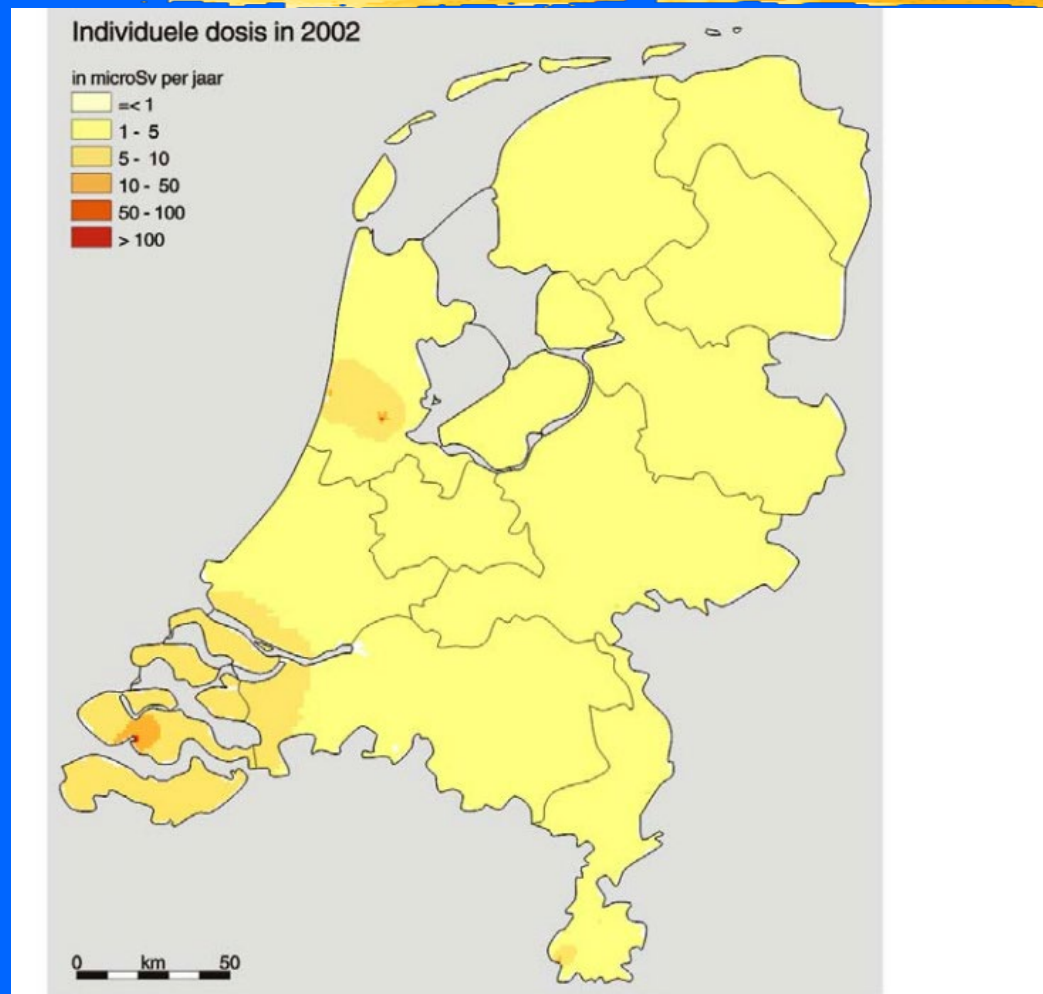 Individuele dosis in 2002
in microSv per jaar
=< 1
1 - 5
5 - 10
10 - 50
50 - 100
> 100
0 km 50